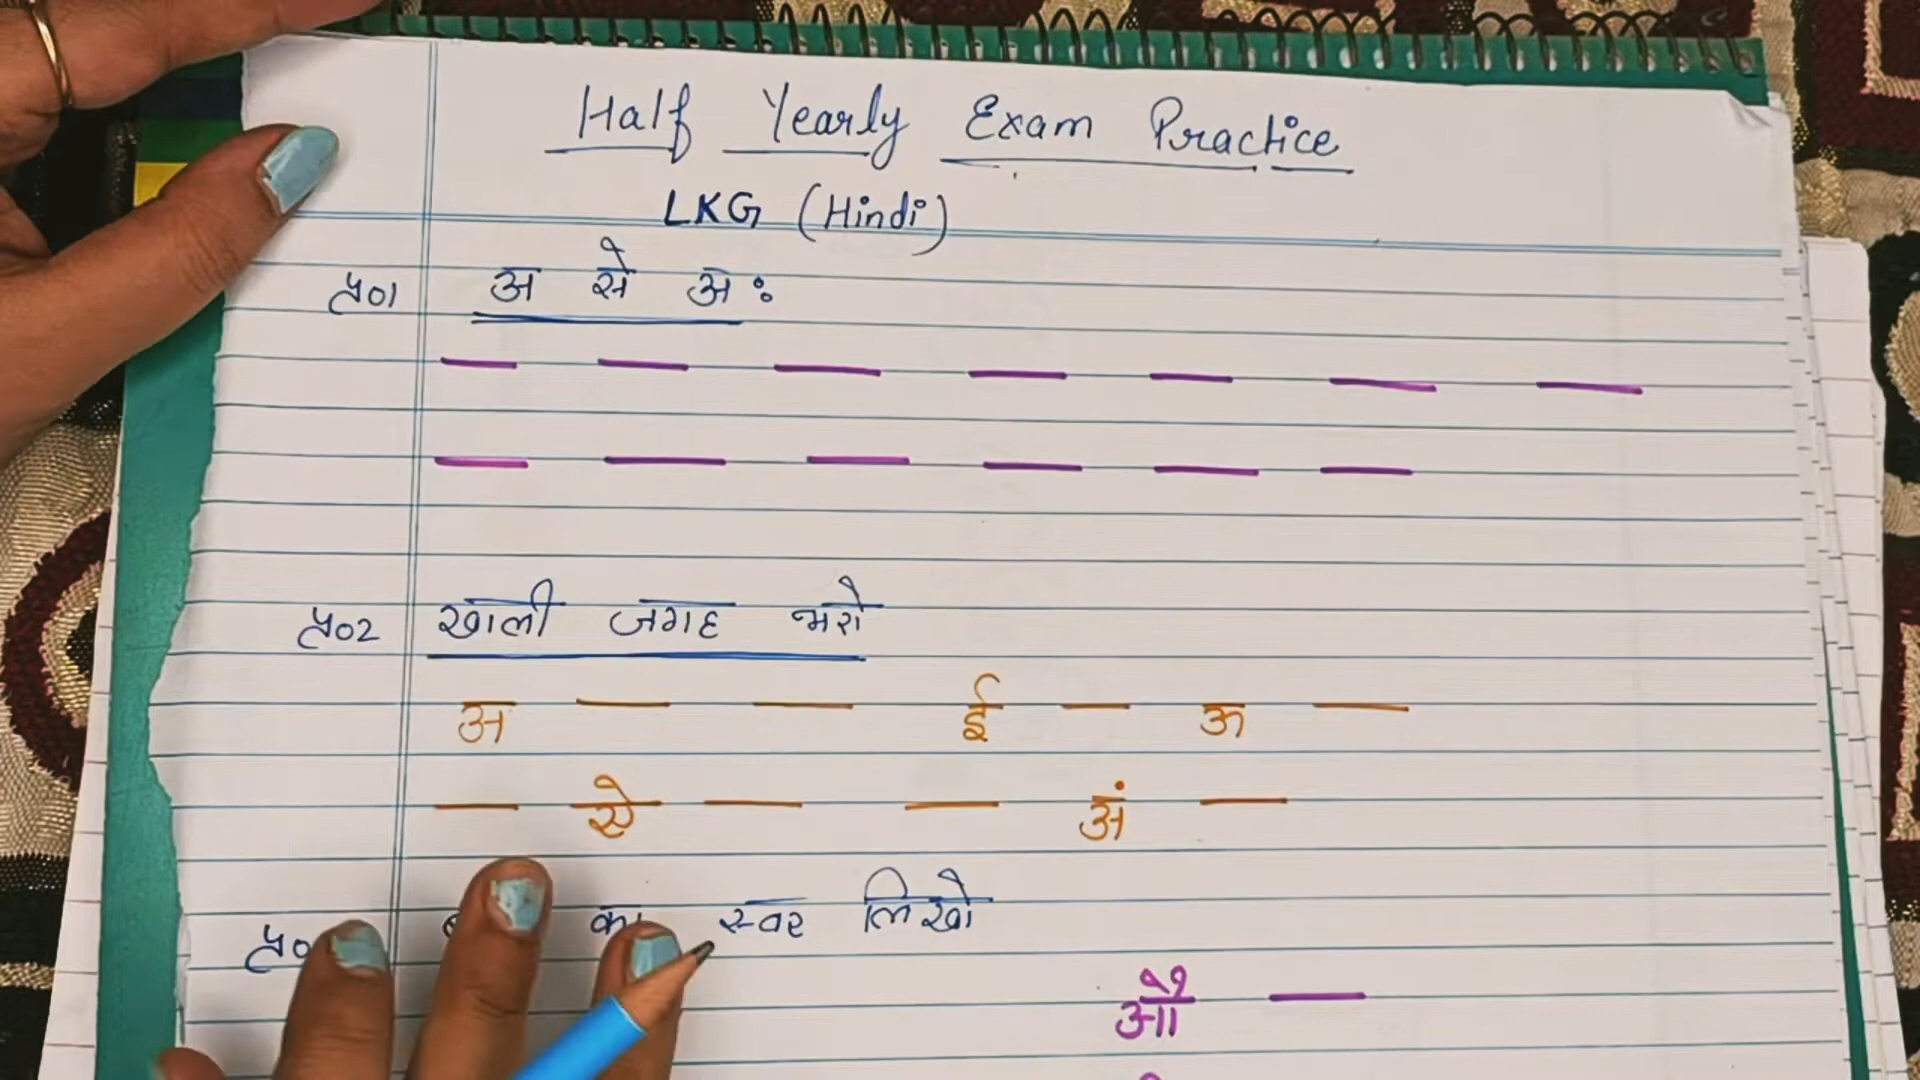 Half Yearly Exam Practice
LKG (Hindi)
प्र01 अ से अः
प्र02 खाली जगह भरो
अ _ _ ई _ ऊ _
_ ऐ _ _ अं _
का स्वर लिखो
औ _